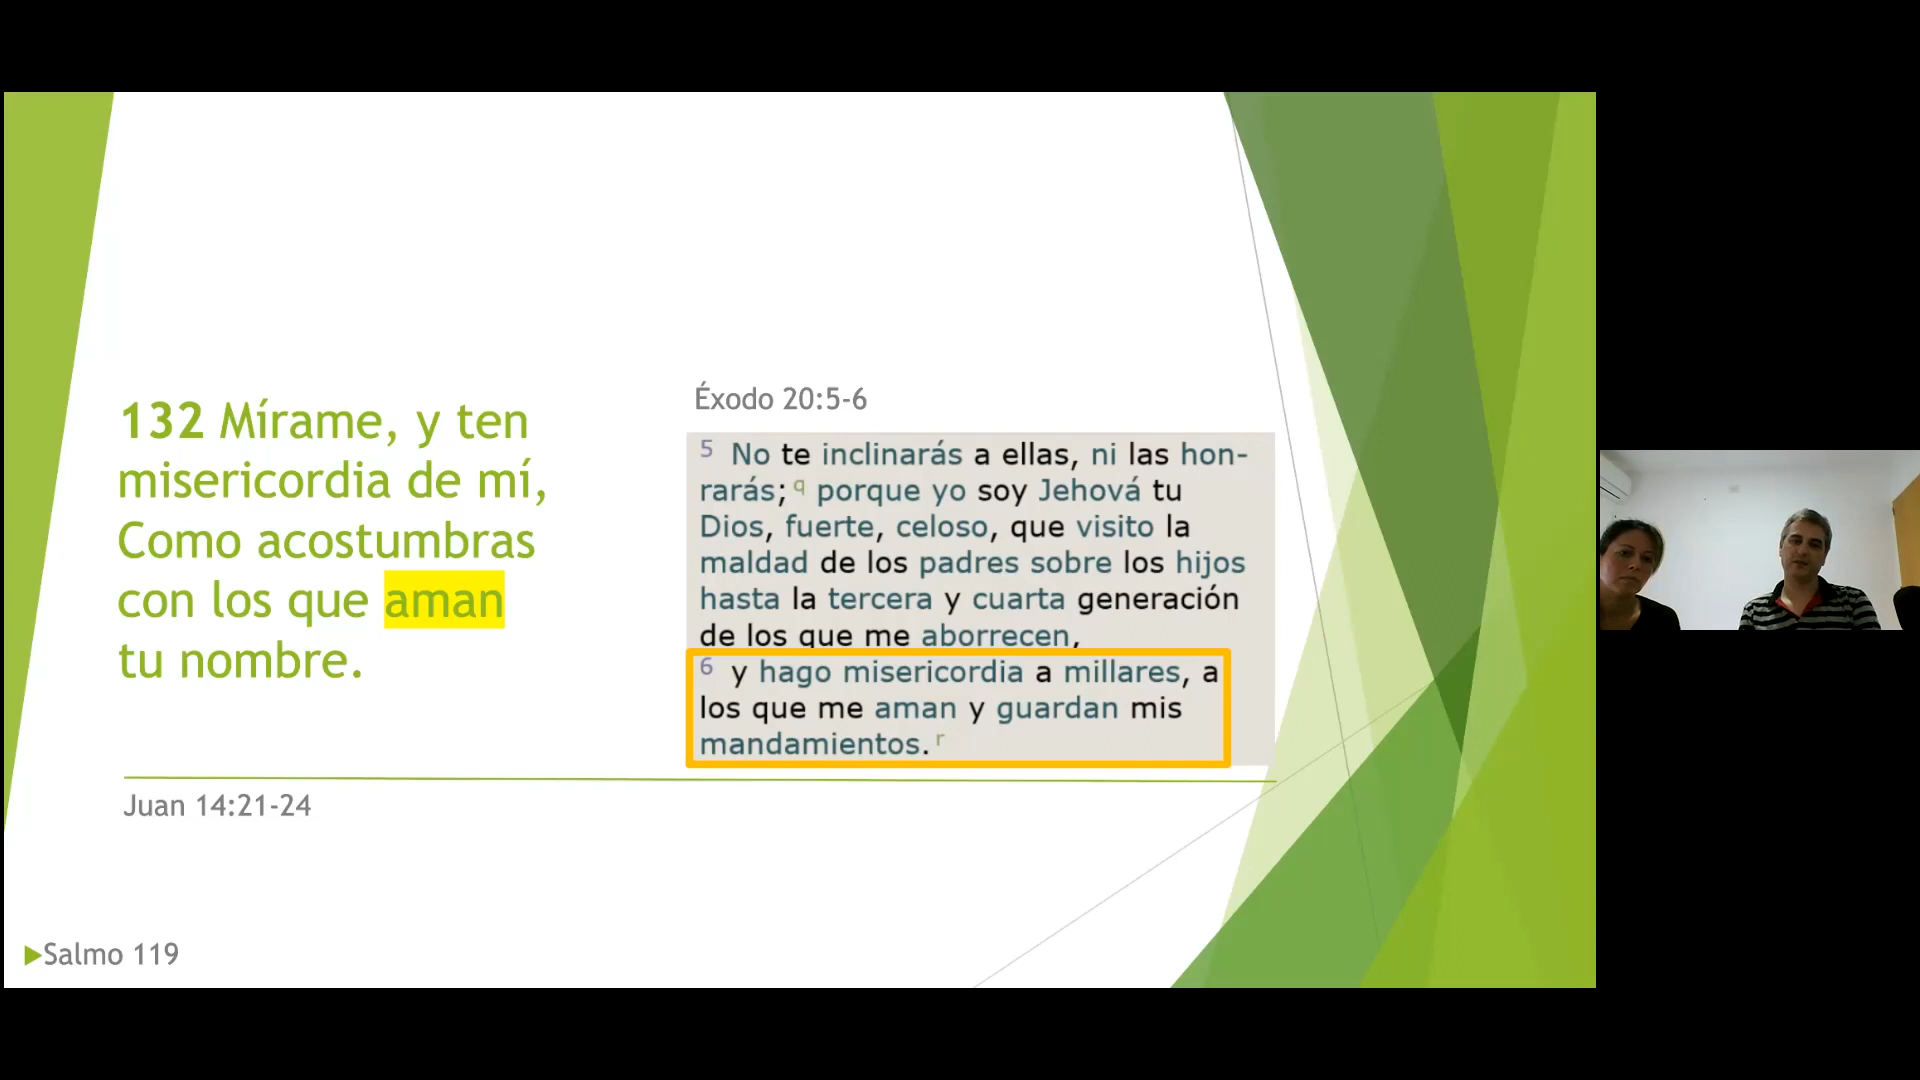 132 Mírame, y ten
misericordia de mí,
Como acostumbras
con los que aman
tu nombre.
Éxodo 20:5-6
5 No te inclinarás a ellas, ni las hon-
rarás; q porque yo soy Jehová tu
Dios, fuerte, celoso, que visito la
maldad de los padres sobre los hijos
hasta la tercera y cuarta generación
de los que me aborrecen,
6 y hago misericordia a millares, a
los que me aman y guardan mis
mandamientos. r
Juan 14:21-24
Salmo 119